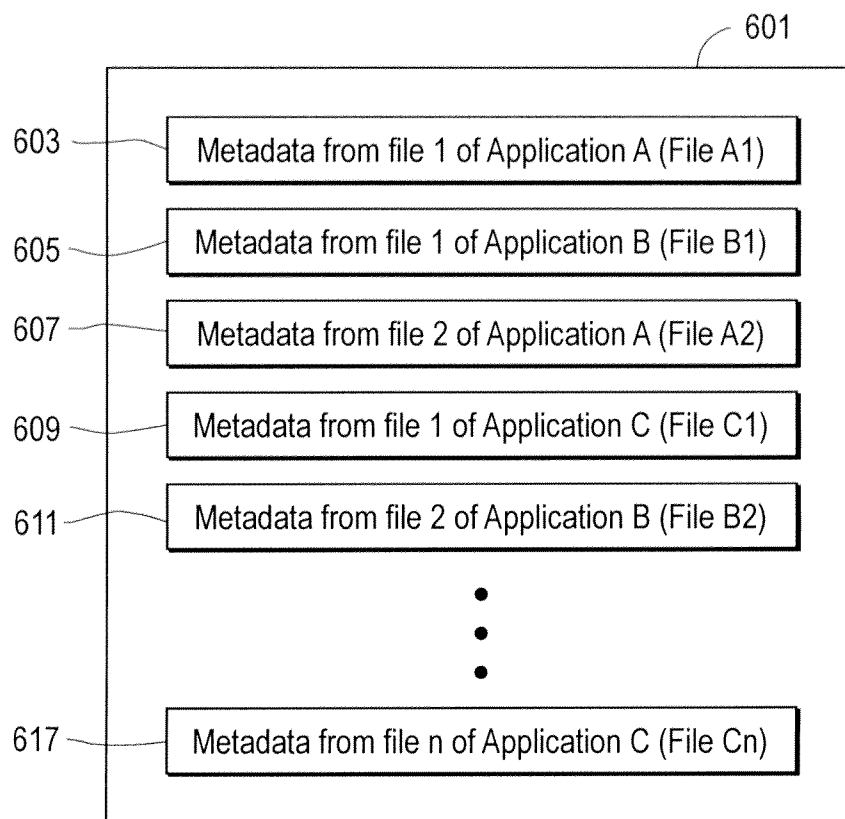 601
603 Metadata from file 1 of Application A (File A1)
605 Metadata from file 1 of Application B (File B1)
607 Metadata from file 2 of Application A (File A2)
609 Metadata from file 1 of Application C (File C1)
611 Metadata from file 2 of Application B (File B2)
617 Metadata from file n of Application C (File Cn)